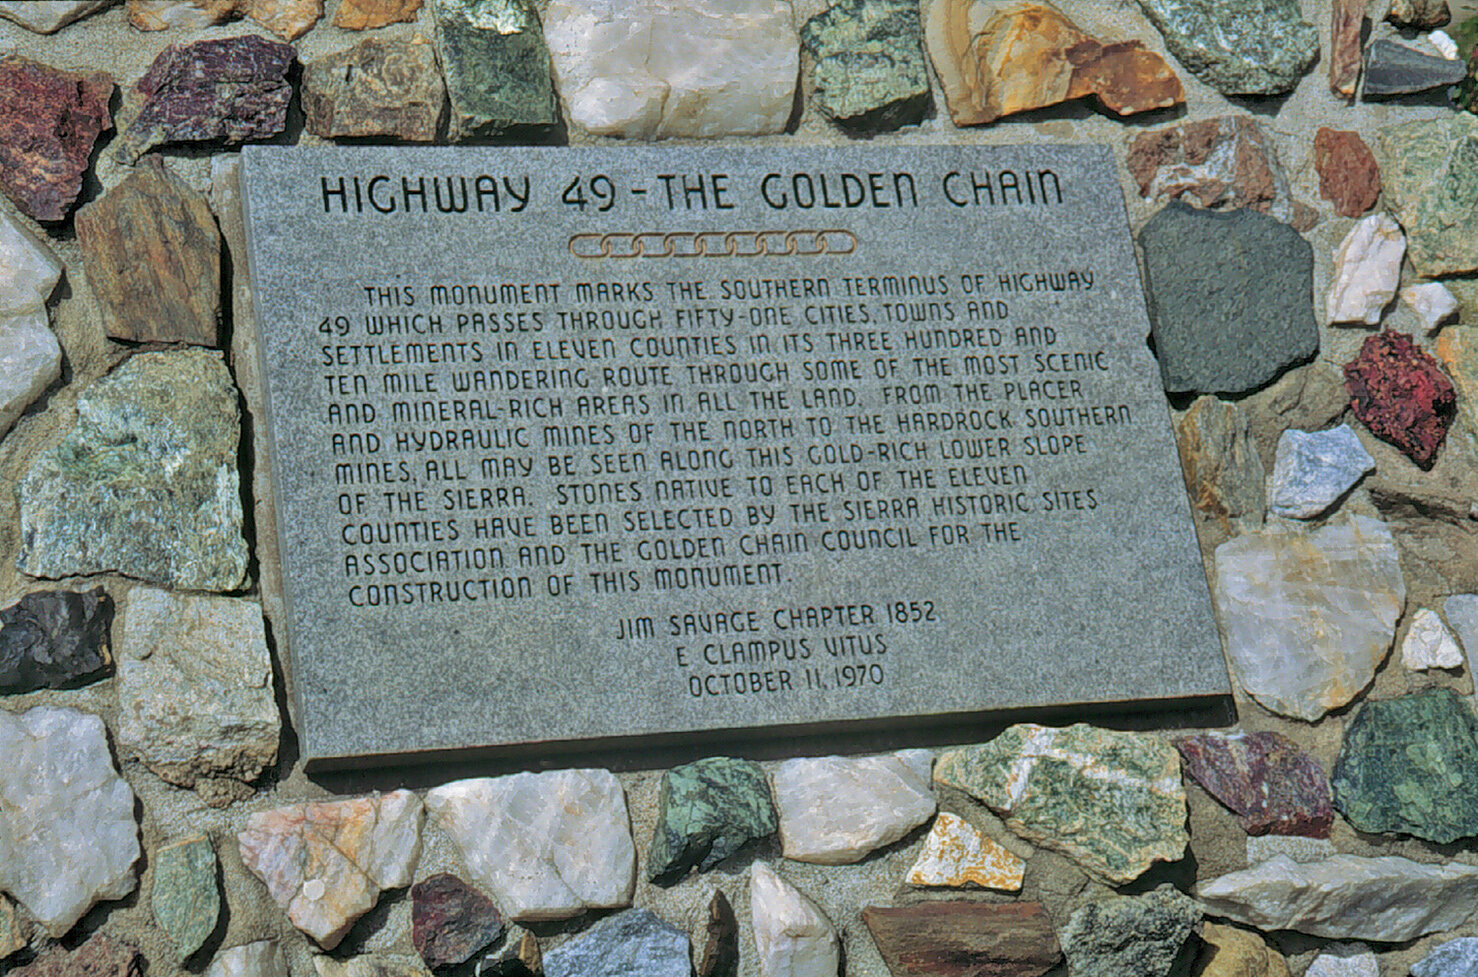 HIGHWAY 49 - THE GOLDEN CHAIN
THIS MONUMENT MARKS THE SOUTHERN TERMINUS OF HIGHWAY
49 WHICH PASSES THROUGH FIFTY-ONE CITIES, TOWNS AND
SETTLEMENTS IN ELEVEN COUNTIES IN ITS THREE HUNDRED AND
TEN MILE WANDERING ROUTE THROUGH SOME OF THE MOST SCENIC
AND MINERAL-RICH AREAS IN ALL THE LAND. FROM THE PLACER
AND HYDRAULIC MINES OF THE NORTH TO THE HARDROCK SOUTHERN
MINES, ALL MAY BE SEEN ALONG THIS GOLD-RICH LOWER SLOPE
OF THE SIERRA. STONES NATIVE TO EACH OF THE ELEVEN
COUNTIES HAVE BEEN SELECTED BY THE SIERRA HISTORIC SITES
ASSOCIATION AND THE GOLDEN CHAIN COUNCIL FOR THE
CONSTRUCTION OF THIS MONUMENT.
JIM SAVAGE CHAPTER 1852
E CLAMPUS VITUS
OCTOBER 11, 1970